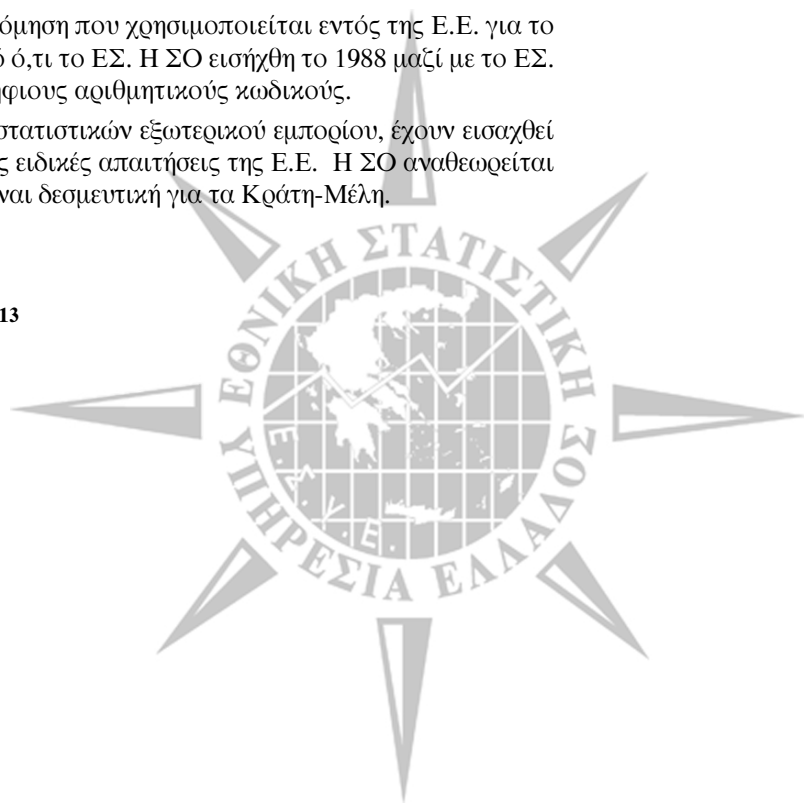 όμηση που χρησιμοποιείται εντός της Ε.Ε. για το
ό,τι το ΕΣ. Η ΣΟ εισήχθη το 1988 μαζί με το ΕΣ.
φιους αριθμητικούς κωδικούς.
στατιστικών εξωτερικού εμπορίου, έχουν εισαχθεί
ς ειδικές απαιτήσεις της Ε.Ε. Η ΣΟ αναθεωρείται
ναι δεσμευτική για τα Κράτη-Μέλη.
13
ΕΘΝΙΚΗ ΣΤΑΤΙΣΤΙΚΗ
ΥΠΗΡΕΣΙΑ ΕΛΛΑΔΟΣ
Ε.Σ.Υ.Ε.